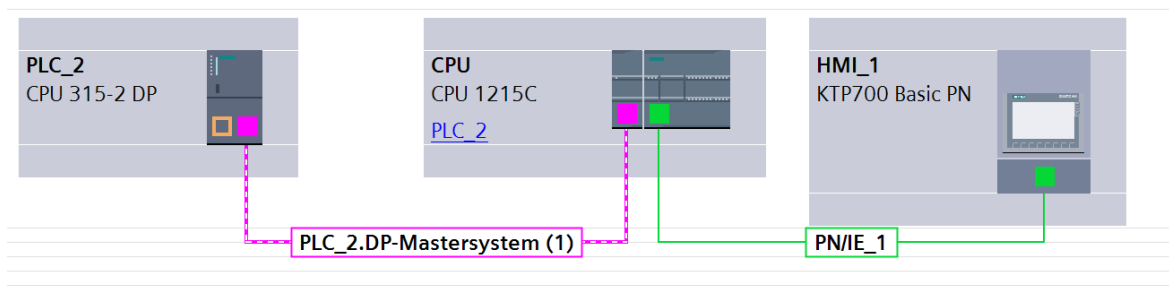 PLC_2
CPU 315-2 DP
CPU
CPU 1215C
PLC_2
HMI_1
KTP700 Basic PN
PLC_2.DP-Mastersystem (1)
PN/IE_1